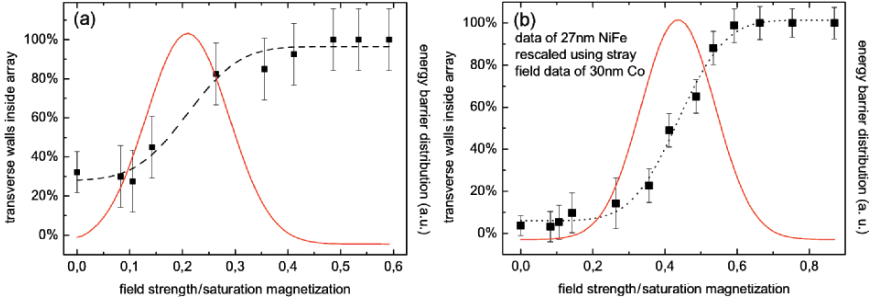 (a)
transverse walls inside array
100%
80%
60%
40%
20%
0%
0,0 0,1 0,2 0,3 0,4 0,5 0,6
field strength/saturation magnetization
energy barrier distribution (a.u.)
(b)
data of 27nm NiFe
rescaled using stray
field data of 30nm Co
transverse walls inside array
100%
80%
60%
40%
20%
0%
0,0 0,2 0,4 0,6 0,8
field strength/saturation magnetization
energy barrier distribution (a. u.)